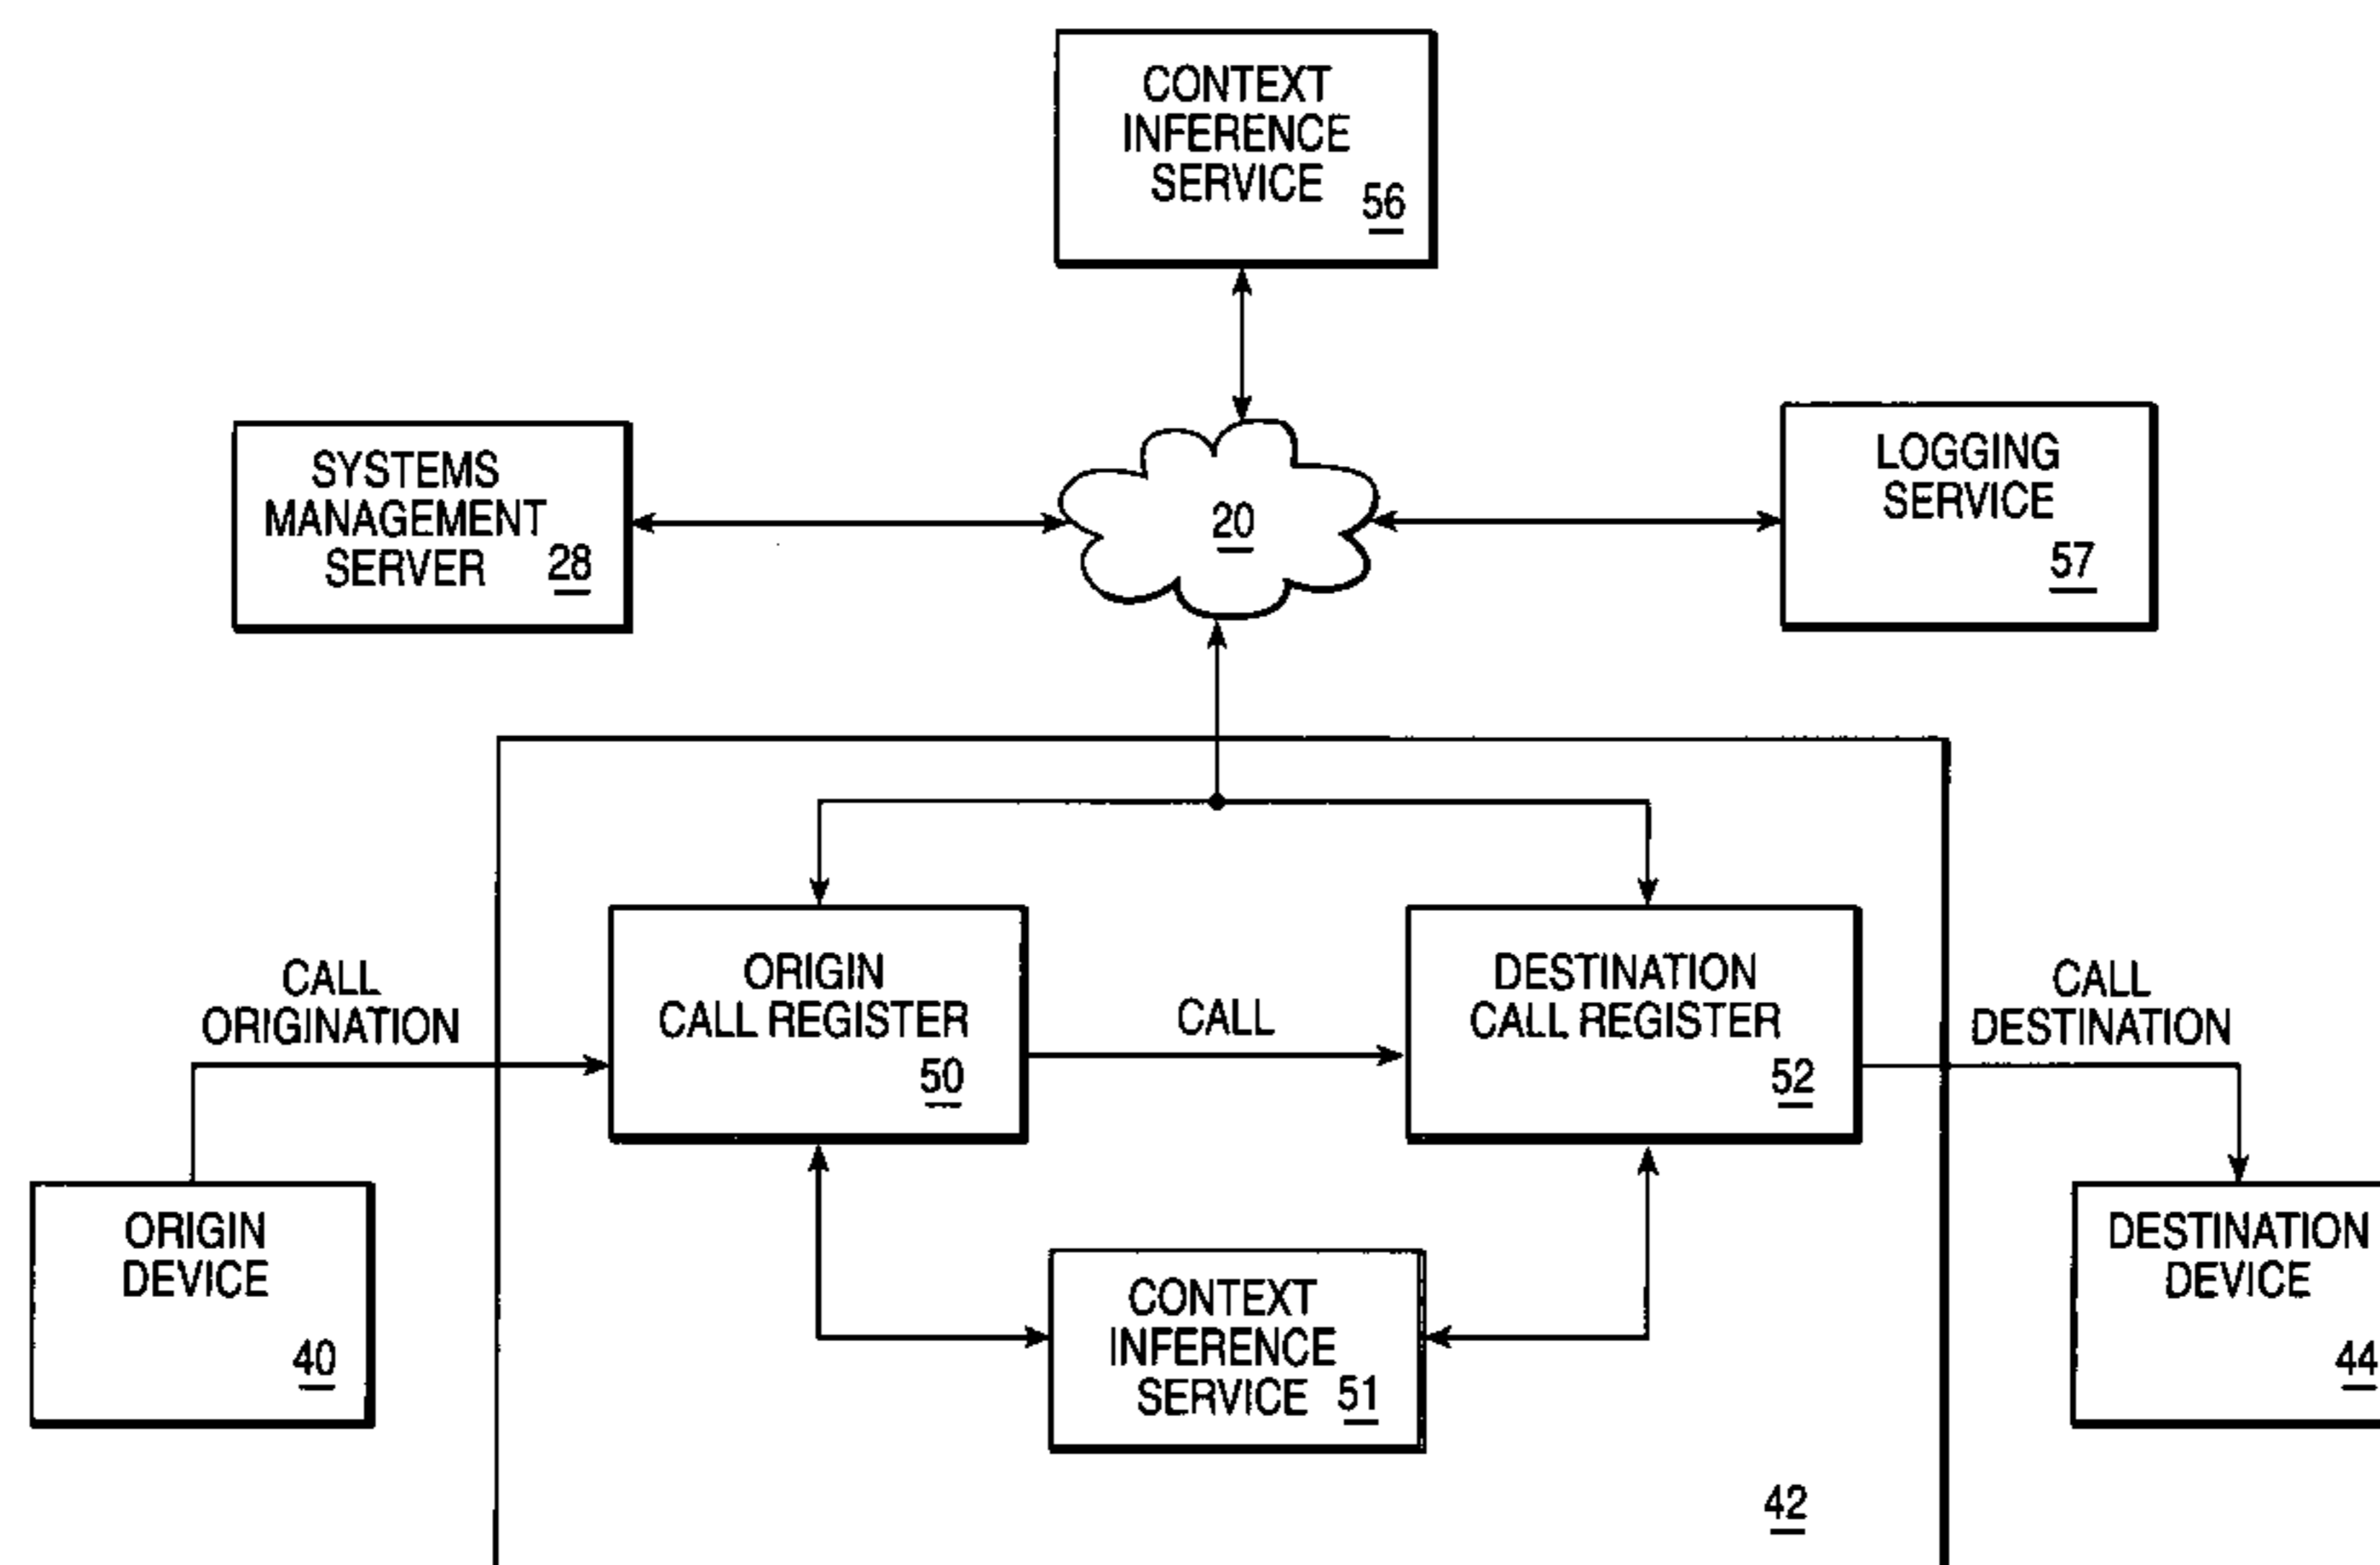 CONTEXT
INFERENCE
SERVICE 56
SYSTEMS
MANAGEMENT
SERVER 28
20
LOGGING
SERVICE
57
CALL
ORIGINATION
ORIGIN
CALL REGISTER
50
CALL
DESTINATION
CALL REGISTER
52
CALL
DESTINATION
ORIGIN
DEVICE
40
CONTEXT
INFERENCE
SERVICE 51
DESTINATION
DEVICE
44
42